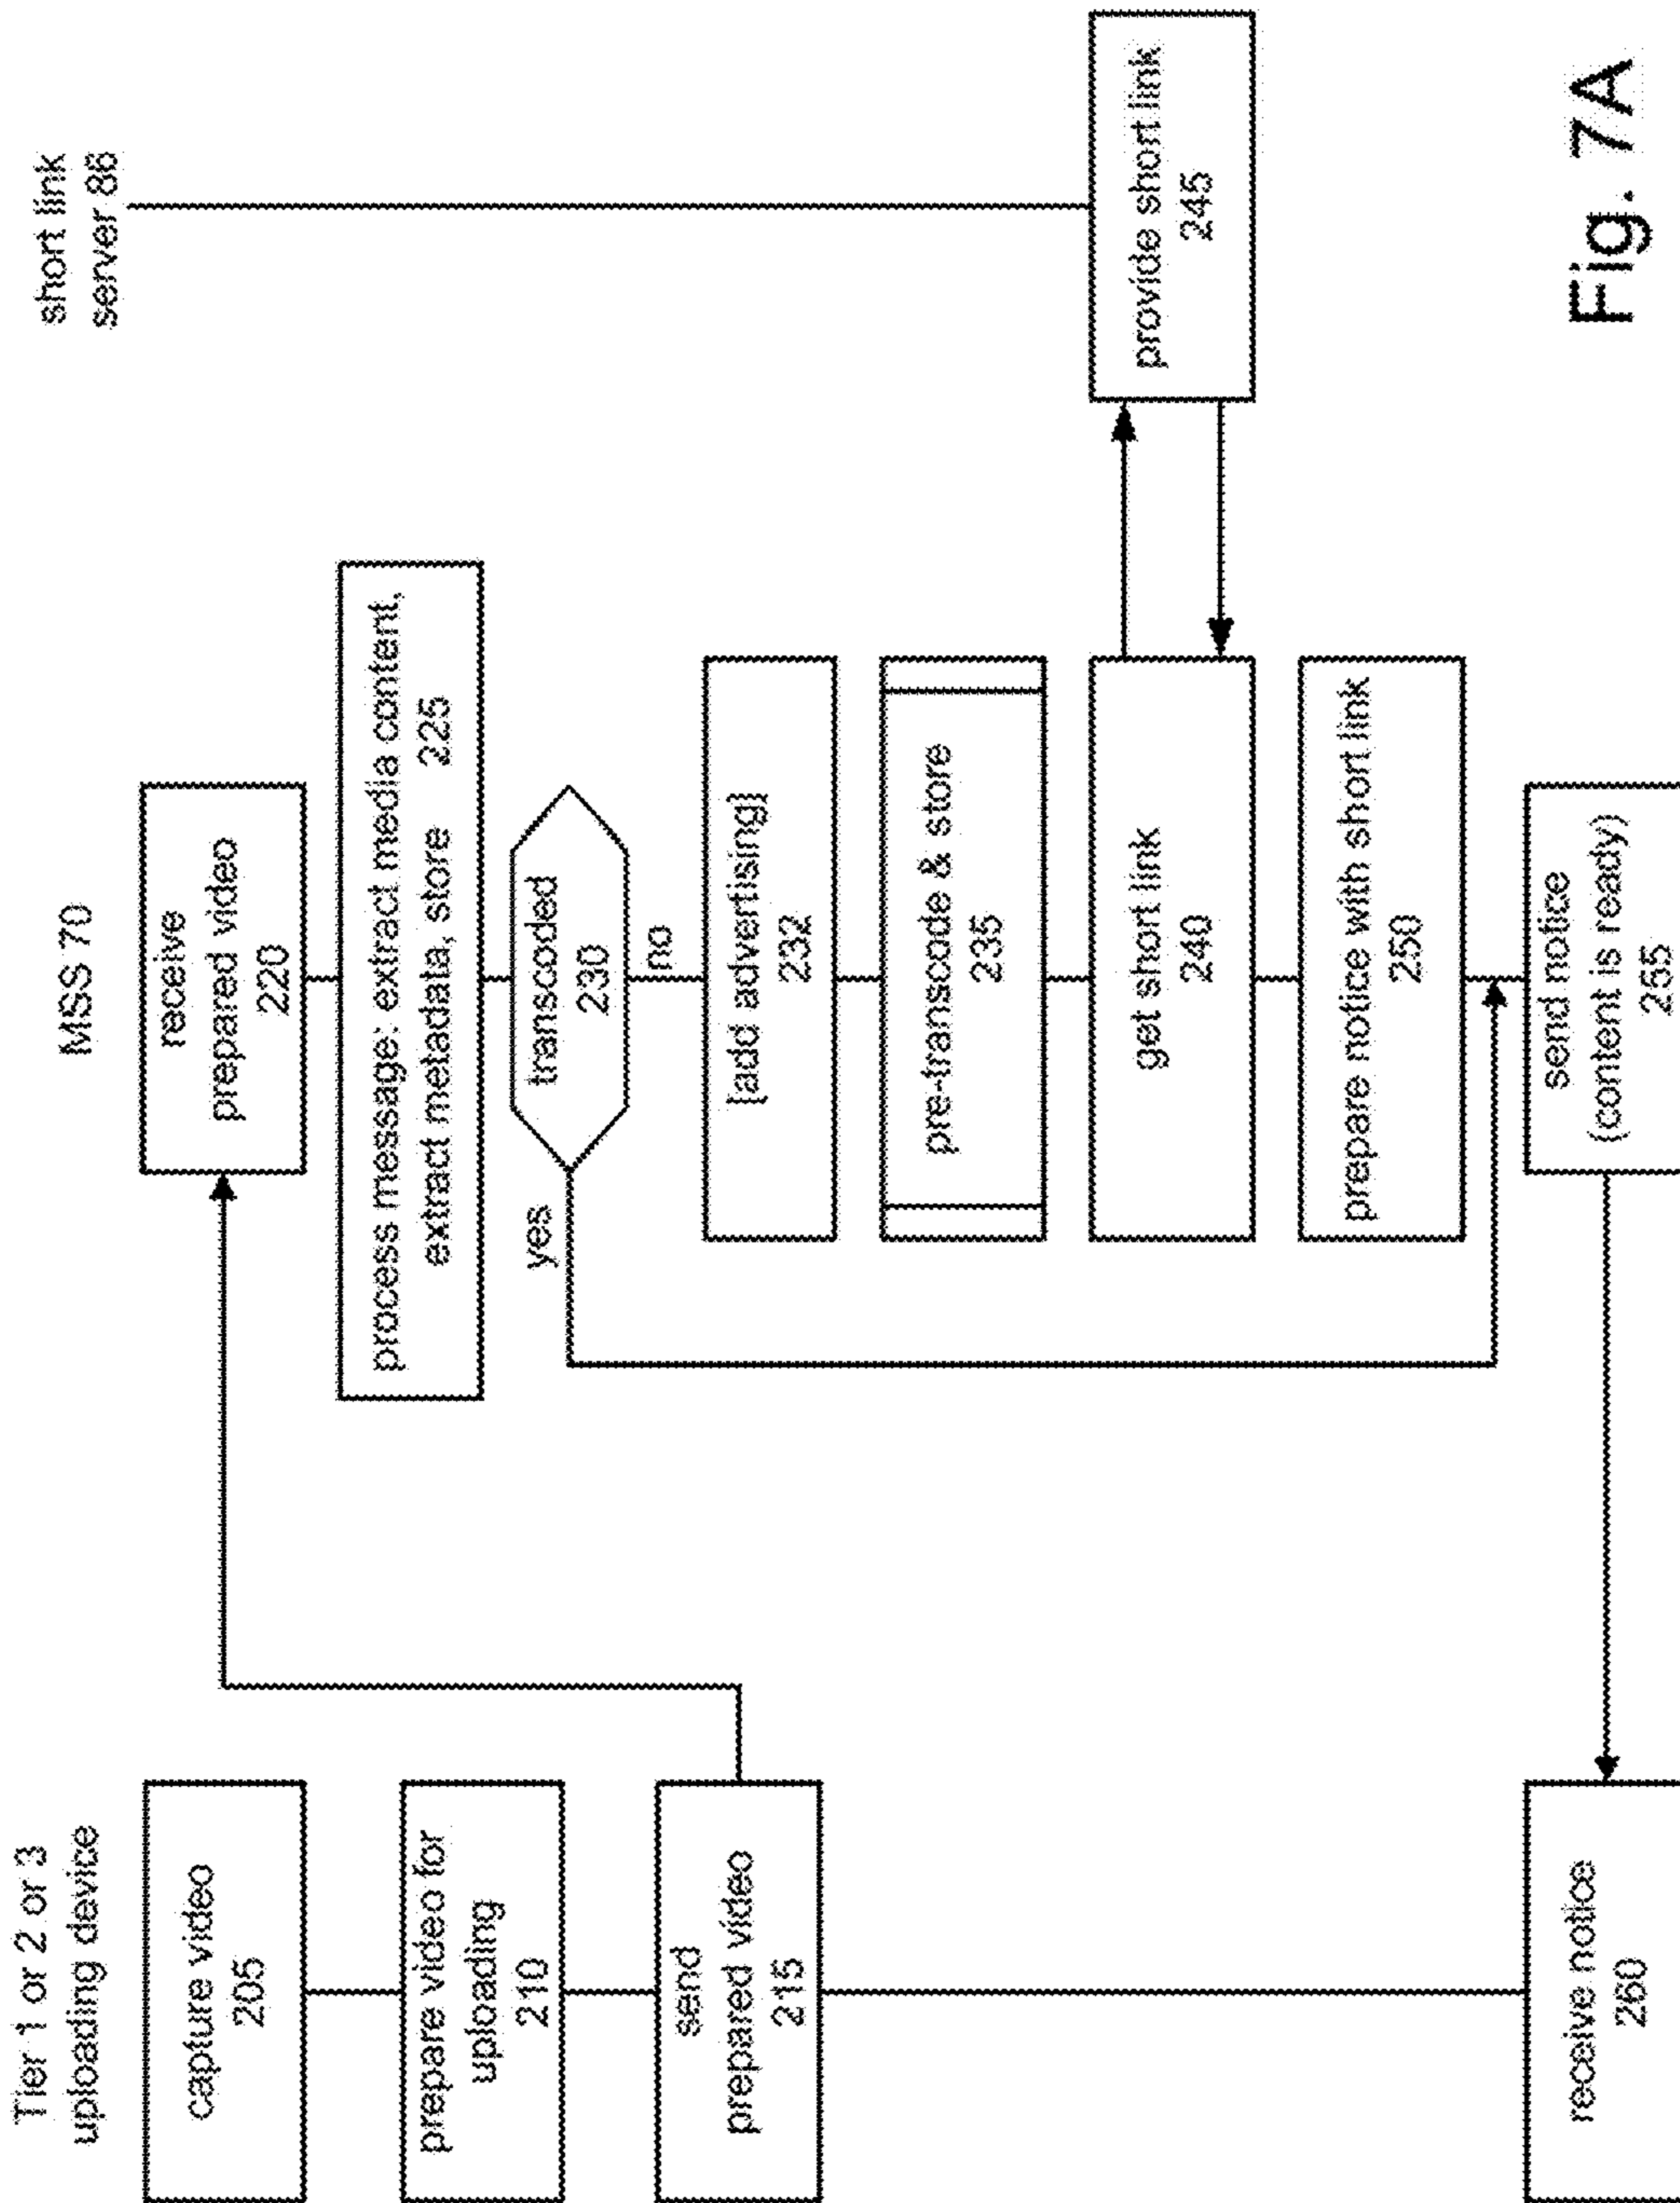 Tier 1 or 2 or 3
uploading device
capture video
205
prepare video for
uploading
210
send
prepared video
215
receive notice
260
MSS 70
receive
prepared video
220
process message: extract media content,
extract metadata, store 225
transcoded
230
yes
no
[add advertising]
232
pre-transcode & store
235
get short link
240
prepare notice with short link
250
send notice
(content is ready)
255
short link
server 86
provide short link
245
Fig. 7A